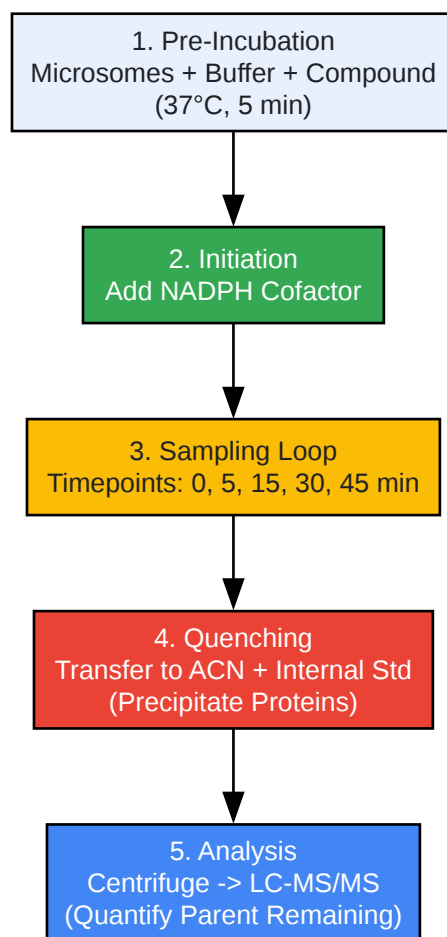 1. Pre-Incubation
Microsomes + Buffer + Compound
(37°C, 5 min)
2. Initiation
Add NADPH Cofactor
3. Sampling Loop
Timepoints: 0, 5, 15, 30, 45 min
4. Quenching
Transfer to ACN + Internal Std
(Precipitate Proteins)
5. Analysis
Centrifuge -> LC-MS/MS
(Quantify Parent Remaining)